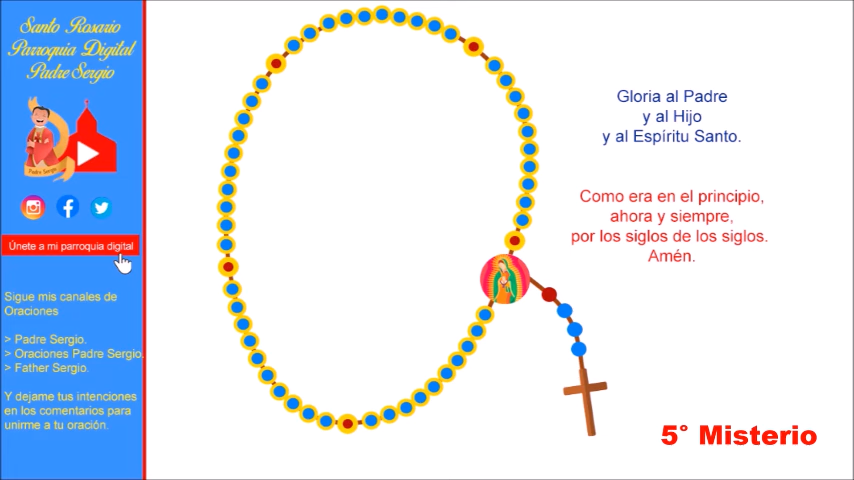 Santo Rosario
Parroquia Digital
Padre Sergio
Padre Sergio
Únete a mi parroquia digital
Sigue mis canales de
Oraciones
> Padre Sergio.
> Oraciones Padre Sergio.
> Father Sergio.
Y dejame tus intenciones
en los comentarios para
unirme a tu oración.
Gloria al Padre
y al Hijo
y al Espíritu Santo.
Como era en el principio,
ahora y siempre,
por los siglos de los siglos.
Amén.
5° Misterio